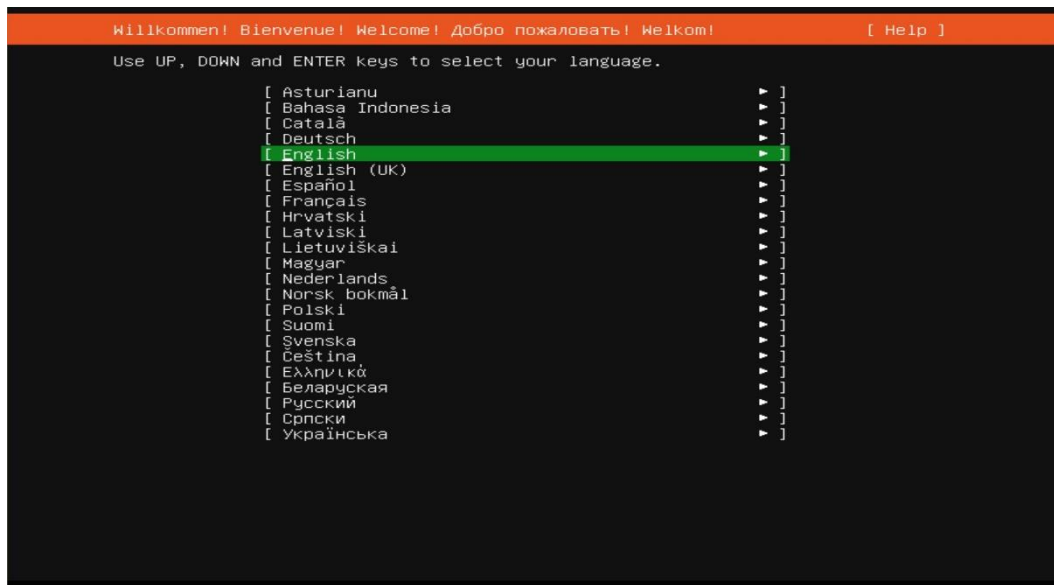 Willkommen! Bienvenue! Welcome! Добро пожаловать! Welkom! [ Help ]
Use UP, DOWN and ENTER keys to select your language.
[ Asturianu ► ]
[ Bahasa Indonesia ► ]
[ Català ► ]
[ Deutsch ► ]
[ English ► ]
[ English (UK) ► ]
[ Español ► ]
[ Français ► ]
[ Hrvatski ► ]
[ Latviski ► ]
[ Lietuviškai ► ]
[ Magyar ► ]
[ Nederlands ► ]
[ Norsk bokmål ► ]
[ Polski ► ]
[ Suomi ► ]
[ Svenska ► ]
[ Čeština ► ]
[ Ελληνικά ► ]
[ Беларуская ► ]
[ Русский ► ]
[ Српски ► ]
[ Українська ► ]